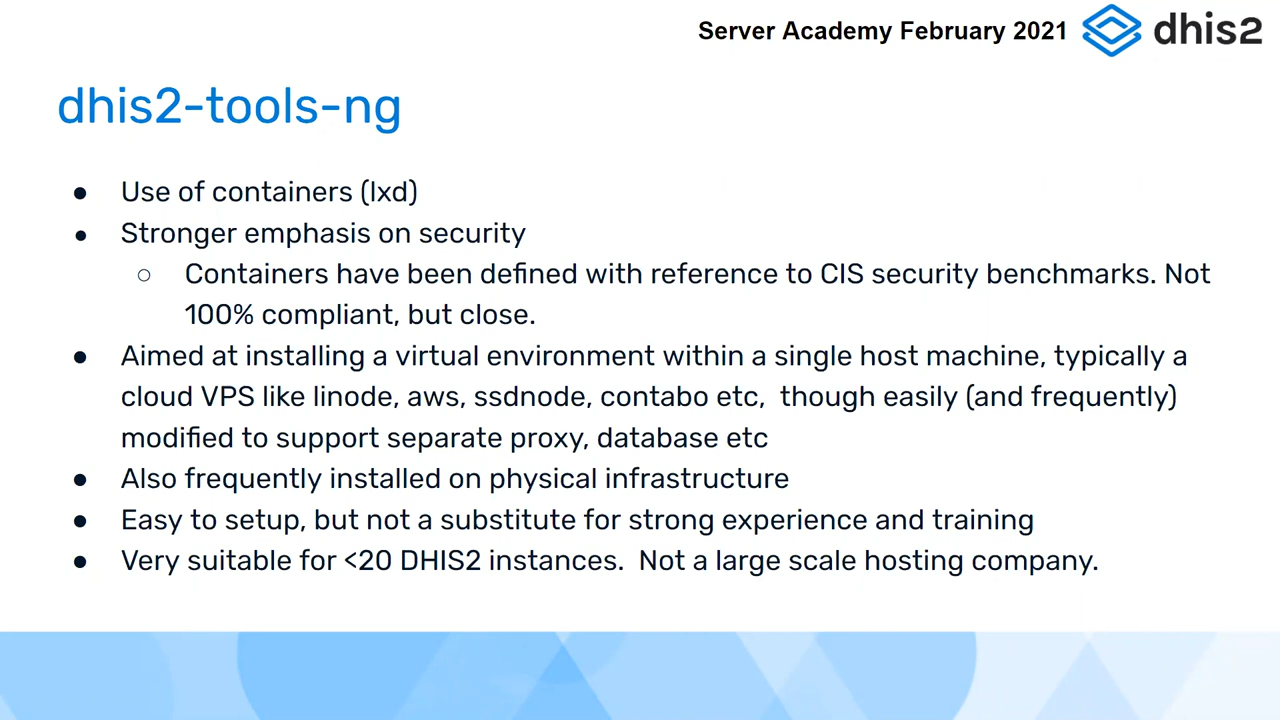 Server Academy February 2021
dhis2
dhis2-tools-ng
● Use of containers (lxd)
● Stronger emphasis on security
○ Containers have been defined with reference to CIS security benchmarks. Not
100% compliant, but close.
● Aimed at installing a virtual environment within a single host machine, typically a
cloud VPS like linode, aws, ssdnode, contabo etc,  though easily (and frequently)
modified to support separate proxy, database etc
● Also frequently installed on physical infrastructure
● Easy to setup, but not a substitute for strong experience and training
● Very suitable for <20 DHIS2 instances.  Not a large scale hosting company.